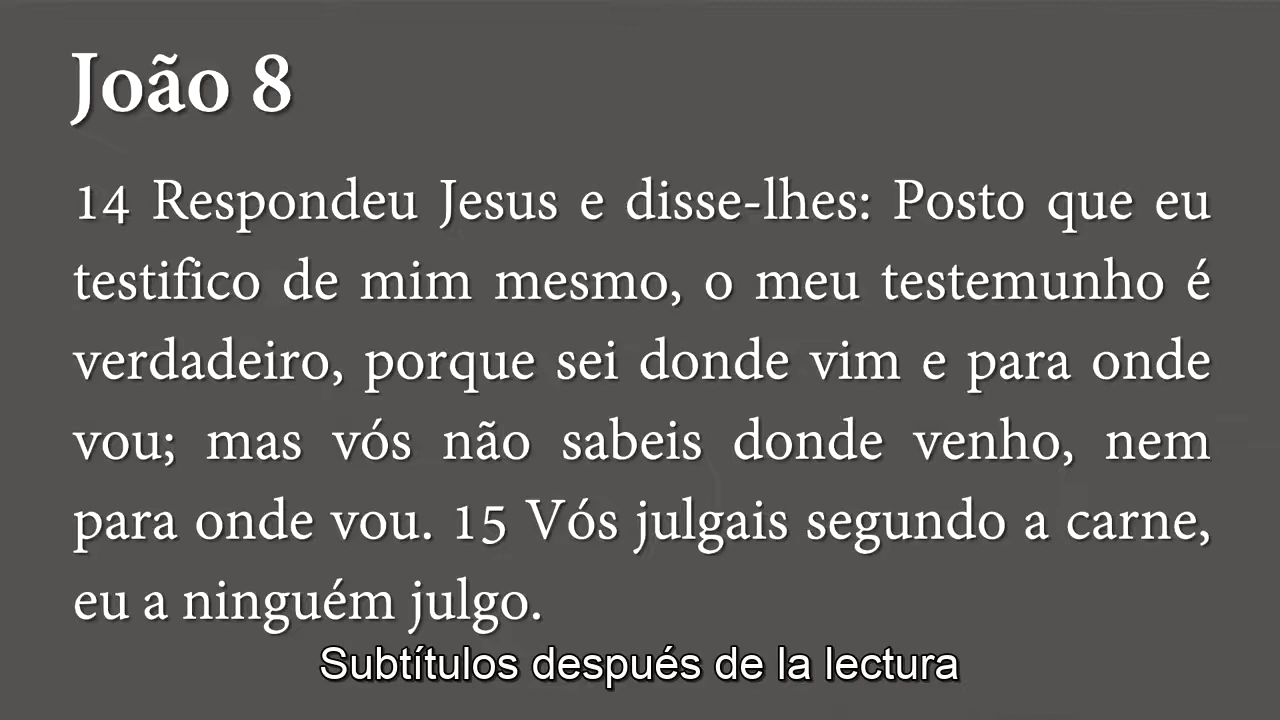 João 8
14 Respondeu Jesus e disse-lhes: Posto que eu
testifico de mim mesmo, o meu testemunho é
verdadeiro, porque sei donde vim e para onde
vou; mas vós não sabeis donde venho, nem
para onde vou. 15 Vós julgais segundo a carne,
eu a ninguém julgo.
Subtítulos después de la lectura